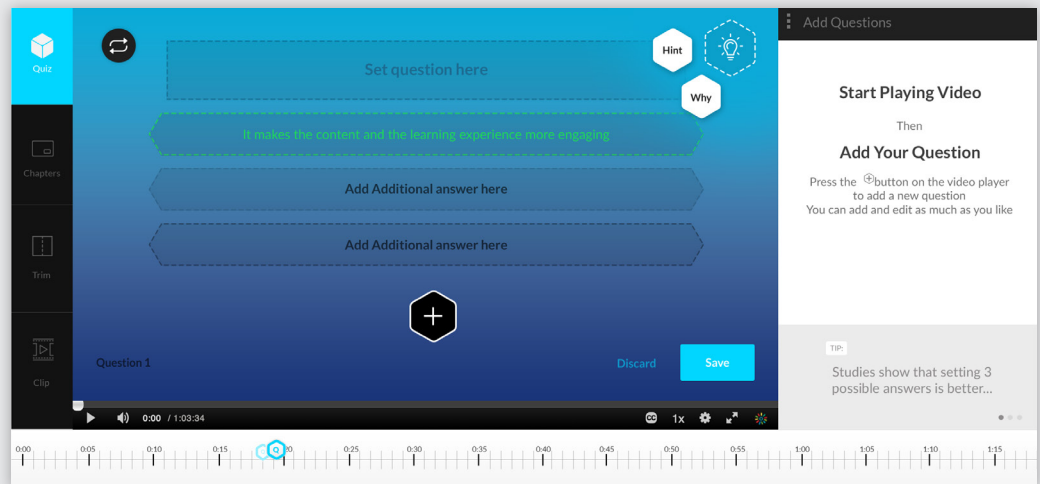 Quiz
Chapters
Trim
Clip
Set question here
Hint
Why
It makes the content and the learning experience more engaging
Add Additional answer here
Add Additional answer here
Question 1
Discard
Save
0:00 / 1:03:34
CC
1x
Add Questions
Start Playing Video
Then
Add Your Question
Press the button on the video player
to add a new question
You can add and edit as much as you like
TIP:
Studies show that setting 3
possible answers is better...
0:00 0:05 0:10 0:15 Q 0:25 0:30 0:35 0:40 0:45 0:50 0:55 1:00 1:05 1:10 1:15